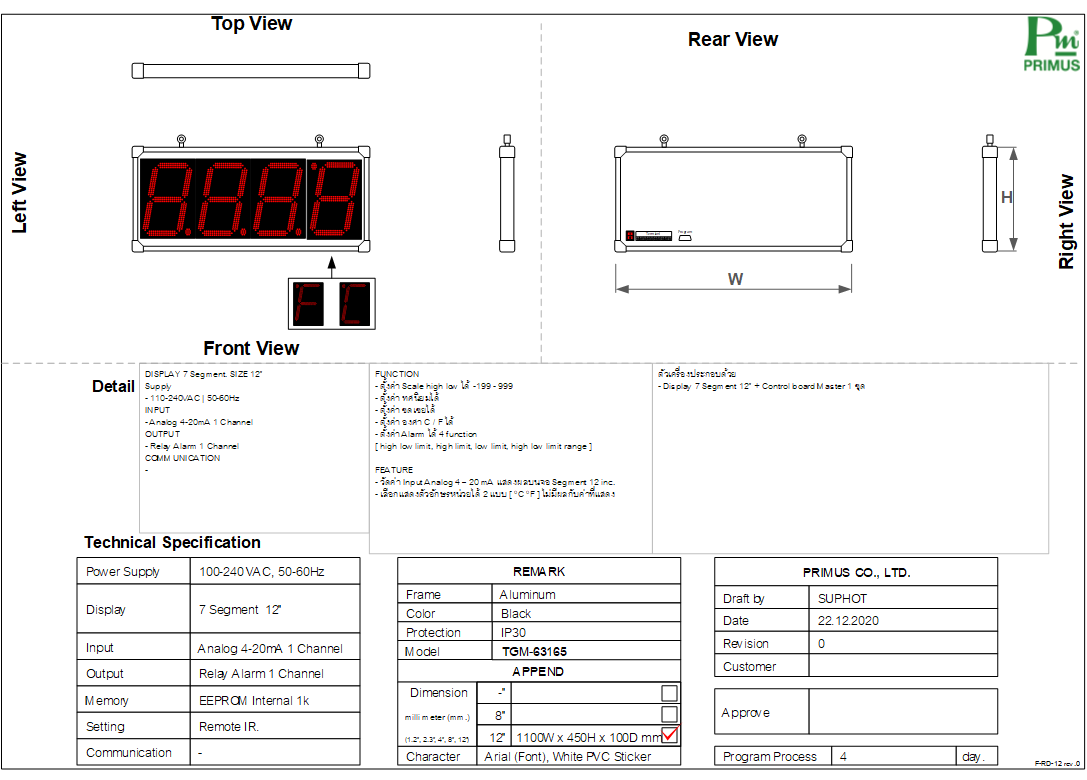 Top View
Rear View
Pm
PRIMUS
Left View
Right View
H
W
Terminal
Program
F C
Front View
Detail
DISPLAY 7 Segment. SIZE 12"
Supply
- 110-240VAC | 50-60Hz
INPUT
-Analog 4-20mA 1 Channel
OUTPUT
- Relay Alarm 1 Channel
COMMUNICATION
-
FUNCTION
- ตั้งค่า Scale high low ได้ -199 - 999
- ตั้งค่า ทศนิยมได้
- ตั้งค่า ชดเชยได้
- ตั้งค่า องศา C / F ได้
- ตั้งค่า Alarm ได้ 4 function
[ high low limit, high limit, low limit, high low limit range ]
FEATURE
- วัดค่า Input Analog 4 – 20 mA แสดงผลบนจอ Segment 12 inc.
- เลือกแสดงตัวอักษรหน่วยได้ 2 แบบ [ °C °F ] ไม่มีผลกับค่าที่แสดง
ตัวเครื่องประกอบด้วย
- Display 7 Segment 12" + Control board Master 1 ชุด
Technical Specification
Power Supply 100-240VAC, 50-60Hz
Display 7 Segment 12"
Input Analog 4-20mA 1 Channel
Output Relay Alarm 1 Channel
Memory EEPROM Internal 1k
Setting Remote IR.
Communication -
REMARK
Frame Aluminum
Color Black
Protection IP30
Model TGM-63165
APPEND
Dimension -"
millimeter (mm.) 8"
(1.2", 2.3", 4", 8", 12") 12" 1100W x 450H x 100D mm
Character Arial (Font), White PVC Sticker
PRIMUS CO., LTD.
Draft by SUPHOT
Date 22.12.2020
Revision 0
Customer
Approve
Program Process 4 day.
F-RD-12 rev.0